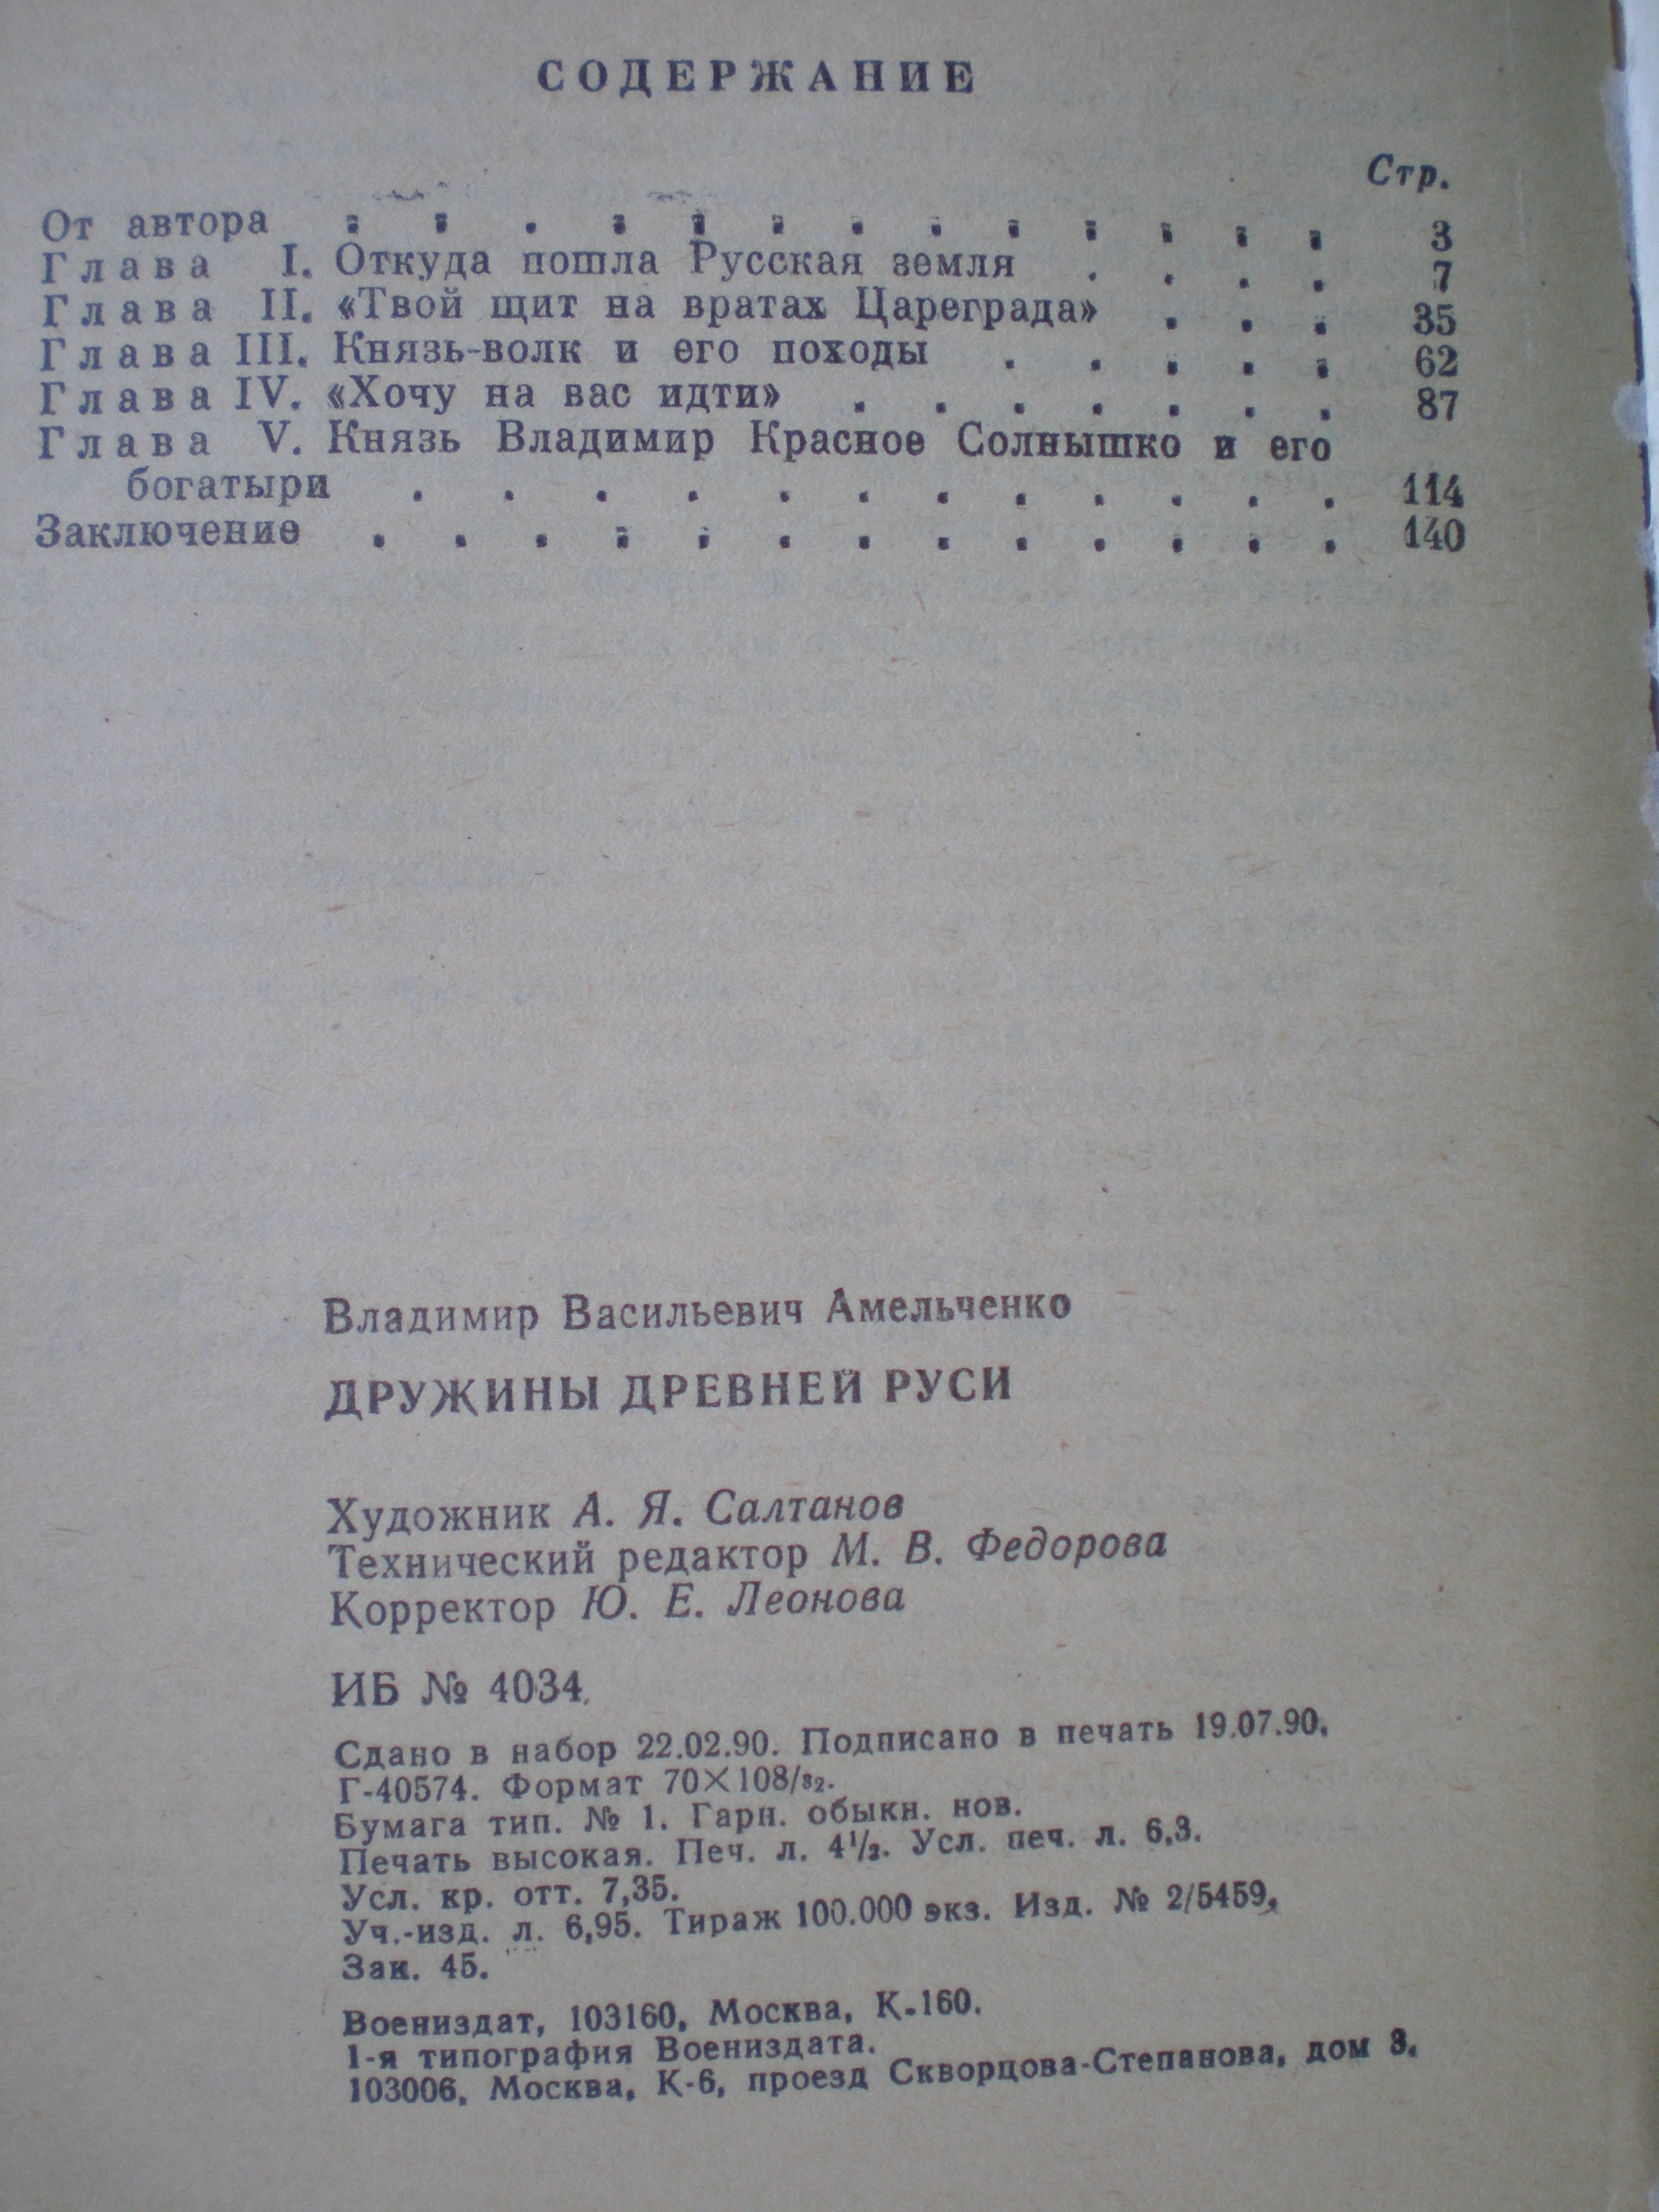 СОДЕРЖАНИЕ
Стр.
От автора . . . . . . . . . . . . . 3
Глава I. Откуда пошла Русская земля . . . . 7
Глава II. «Твой щит на вратах Цареграда» . . . 35
Глава III. Князь-волк и его походы . . . . . 62
Глава IV. «Хочу на вас идти» . . . . . . . 87
Глава V. Князь Владимир Красное Солнышко и его
богатыри . . . . . . . . . . . . . 114
Заключение . . . . . . . . . . . . . 140
Владимир Васильевич Амельченко
ДРУЖИНЫ ДРЕВНЕЙ РУСИ
Художник А. Я. Салтанов
Технический редактор М. В. Федорова
Корректор Ю. Е. Леонова
ИБ № 4034
Сдано в набор 22.02.90. Подписано в печать 19.07.90.
Г-40574. Формат 70×108/32.
Бумага тип. № 1. Гарн. обыкн. нов.
Печать высокая. Печ. л. 4½. Усл. печ. л. 6,3.
Усл. кр. отт. 7,35.
Уч.-изд. л. 6,95. Тираж 100.000 экз. Изд. № 2/5459.
Зак. 45.
Воениздат, 103160, Москва, К-160.
1-я типография Воениздата.
103006, Москва, К-6, проезд Скворцова-Степанова, дом 3.